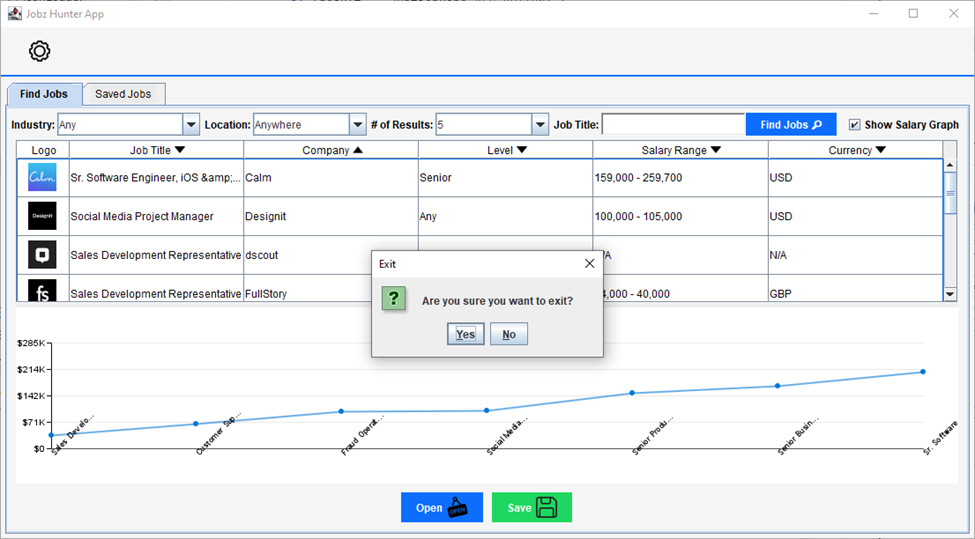 Jobz Hunter App
Find Jobs Saved Jobs
Industry: Any Location: Anywhere # of Results: 5 Job Title: Find Jobs Show Salary Graph
Logo Job Title ▼ Company ▲ Level ▼ Salary Range ▼ Currency ▼
Calm Sr. Software Engineer, iOS &amp;... Calm Senior 159,000 - 259,700 USD
Designit Social Media Project Manager Designit Any 100,000 - 105,000 USD
Sales Development Representative dscout /A N/A
fs Sales Development Representative FullStory 4,000 - 40,000 GBP
Exit
? Are you sure you want to exit?
Yes No
$285K
$214K
$142K
$71K
$0
Sales Develo... Customer Sup... Fraud Operat... Social Media... Senior Produ... Senior Busin... Sr. Software
Open OPEN Save